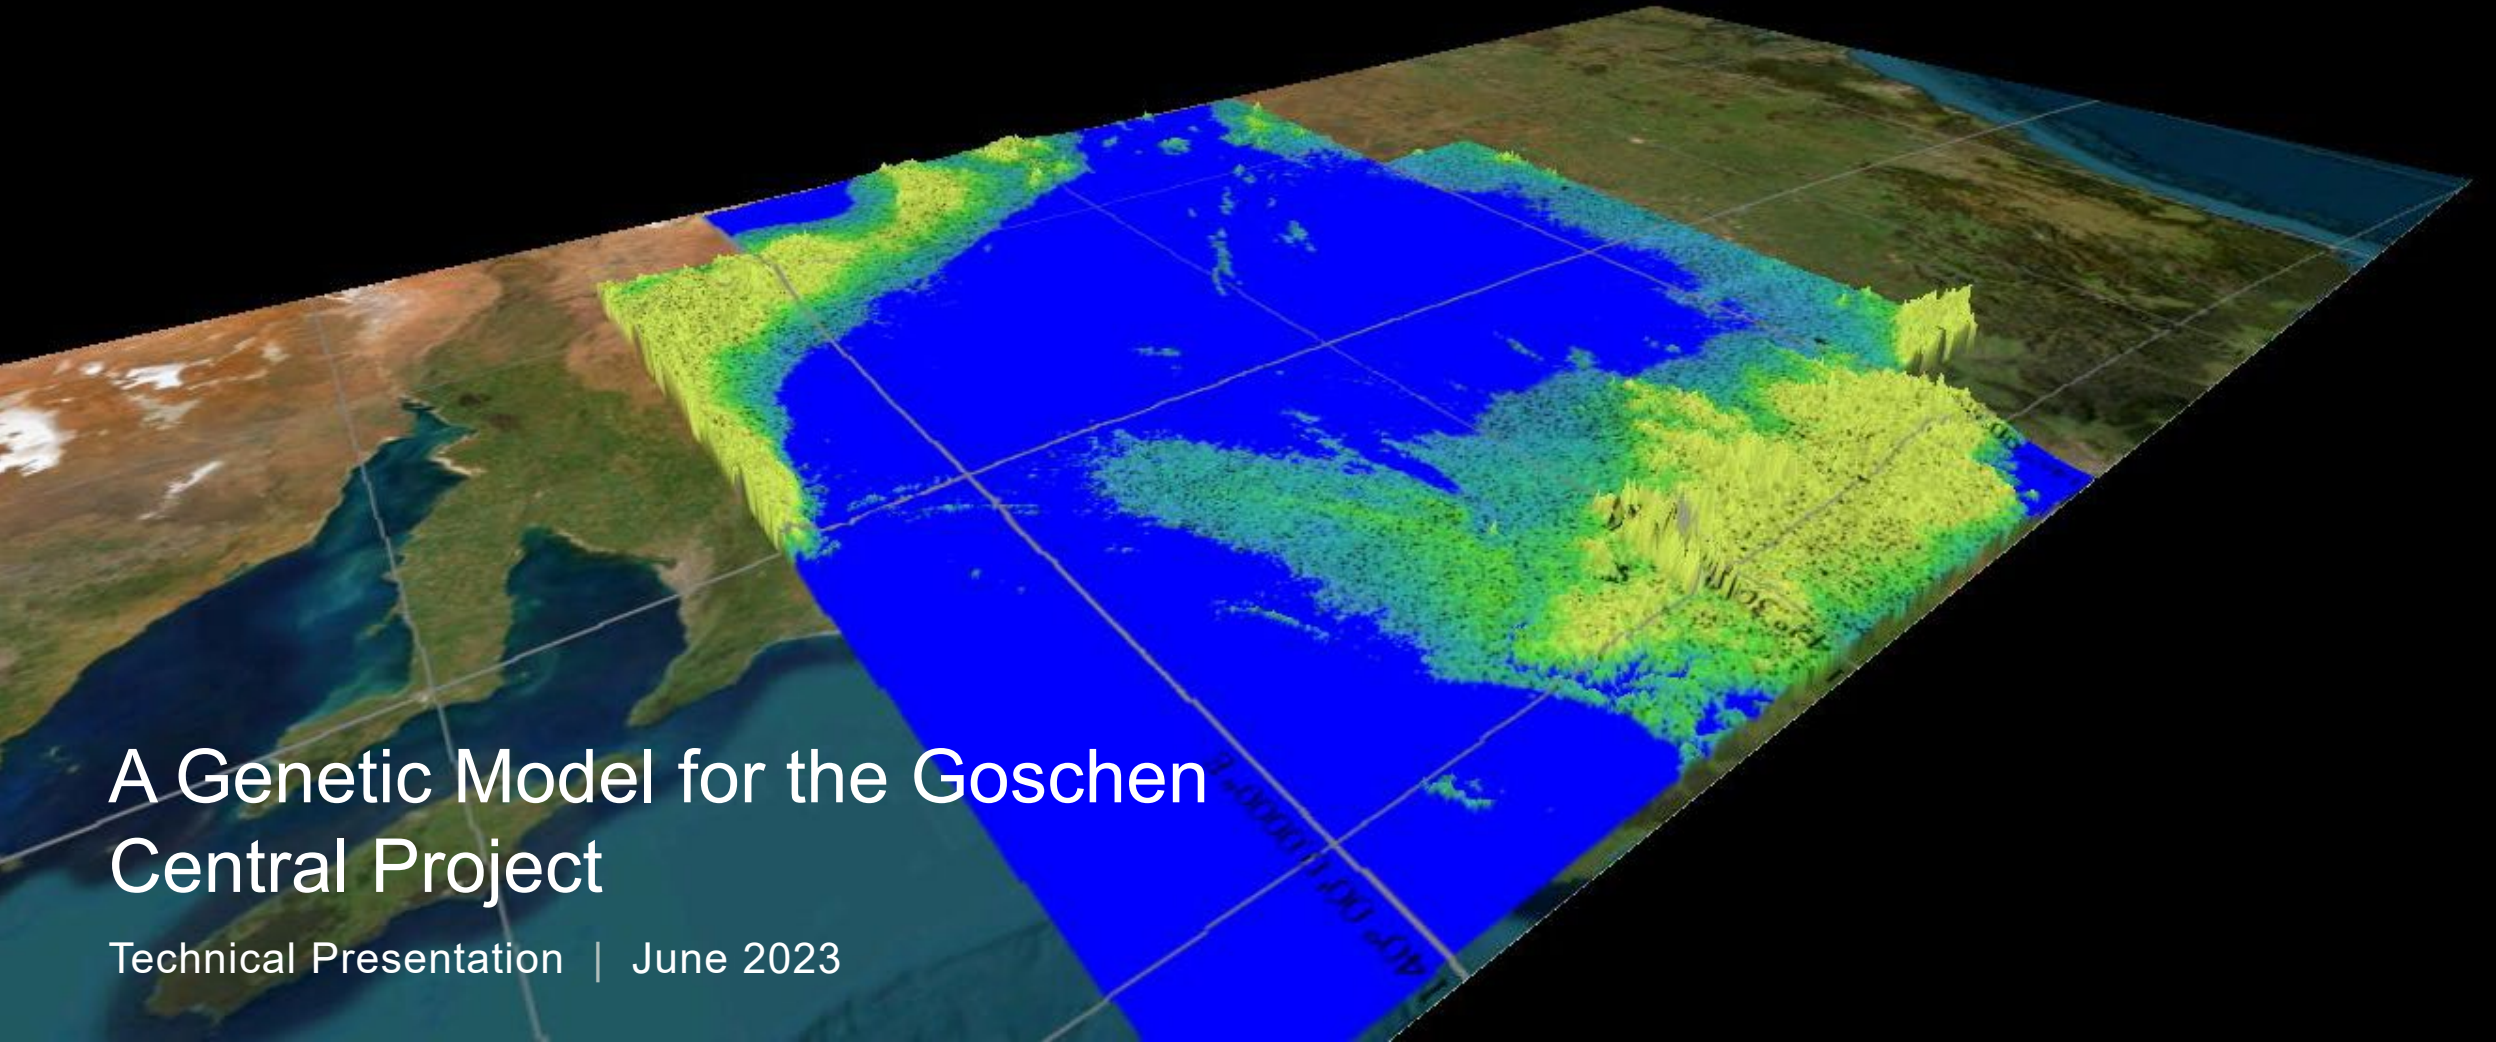 A Genetic Model for the Goschen
Central Project
Technical Presentation | June 2023